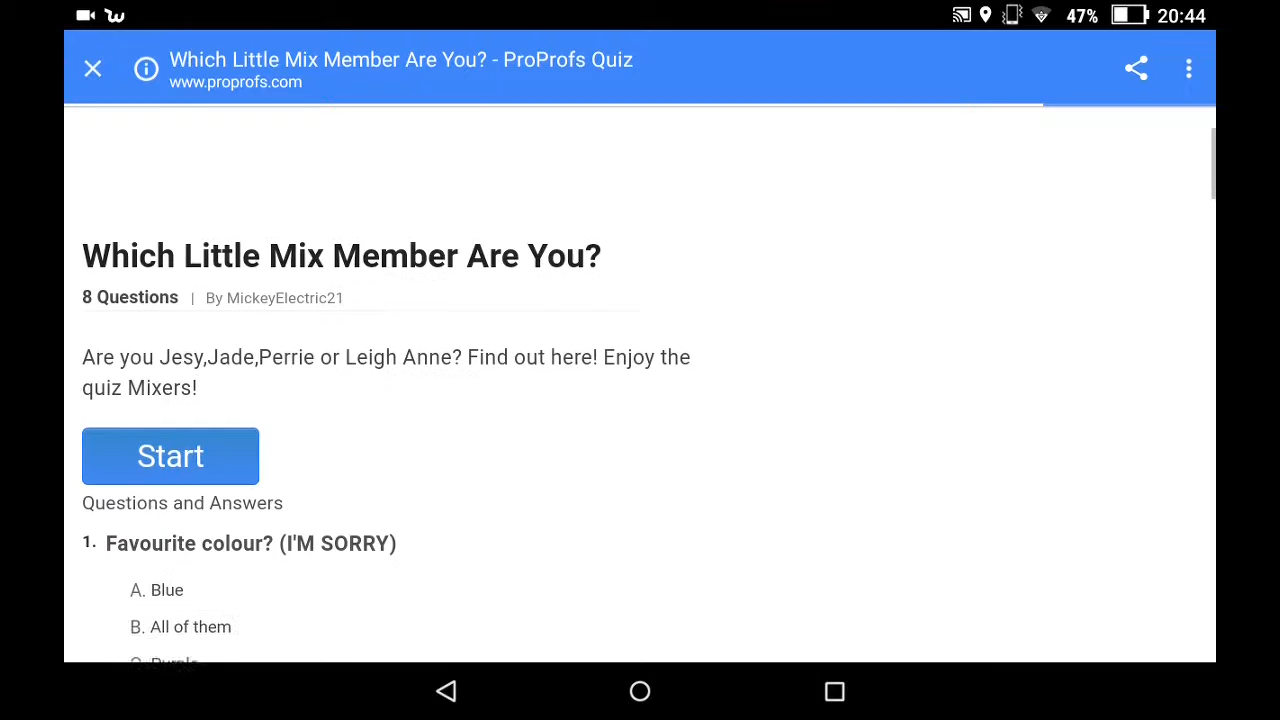 47% 20:44
Which Little Mix Member Are You? - ProProfs Quiz
www.proprofs.com
Which Little Mix Member Are You?
8 Questions | By MickeyElectric21
Are you Jesy,Jade,Perrie or Leigh Anne? Find out here! Enjoy the
quiz Mixers!
Start
Questions and Answers
1. Favourite colour? (I'M SORRY)
A. Blue
B. All of them
C. Purple